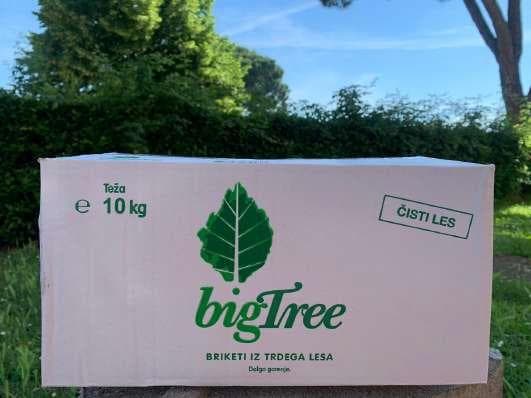 Teža
℮ 10 kg
ČISTI LES
bigTree
BRIKETI IZ TRDEGA LESA
Dolgo gorenje.